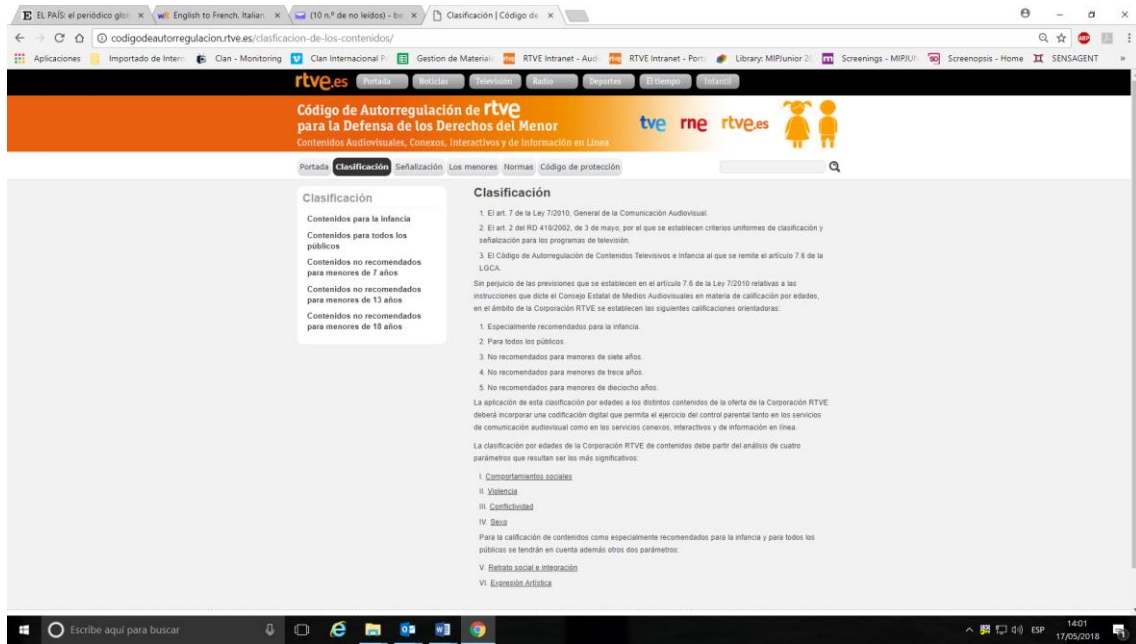 EL PAÍS: el periódico glob
English to French, Italian,
(10 n.º de no leídos) - be
Clasificación | Código de
codigodeautorregulacion.rtve.es/clasficacion-de-los-contenidos/
Aplicaciones Importado de Intern Clan - Monitoring Clan Internacional Gestion de Materiale RTVE Intranet - Aud RTVE Intranet - Port Library: MIPJunior 2 Screenings - MIPJUN Screenopsis - Home SENSAGENT »
rtve.es Portada Noticias Televisión Radio Deportes El tiempo Infantil
Código de Autorregulación de rtve
para la Defensa de los Derechos del Menor
Contenidos Audiovisuales, Conexos, Interactivos y de Información en Línea
tve rne rtve.es
Portada Clasificación Señalización Los menores Normas Código de protección
Clasificación
Contenidos para la infancia
Contenidos para todos los
públicos
Contenidos no recomendados
para menores de 7 años
Contenidos no recomendados
para menores de 13 años
Contenidos no recomendados
para menores de 18 años
Clasificación
1. El art. 7 de la Ley 7/2010, General de la Comunicación Audiovisual.
2. El art. 2 del RD 410/2002, de 3 de mayo, por el que se establecen criterios uniformes de clasificación y
señalización para los programas de televisión.
3. El Código de Autorregulación de Contenidos Televisivos e Infancia al que se remite el artículo 7.6 de la
LGCA.
Sin perjuicio de las previsiones que se establecen en el artículo 7.6 de la Ley 7/2010 relativas a las
instrucciones que dicte el Consejo Estatal de Medios Audiovisuales en materia de calificación por edades,
en el ámbito de la Corporación RTVE se establecen las siguientes calificaciones orientadoras:
1. Especialmente recomendados para la infancia.
2. Para todos los públicos.
3. No recomendados para menores de siete años.
4. No recomendados para menores de trece años.
5. No recomendados para menores de dieciocho años.
La aplicación de esta clasificación por edades a los distintos contenidos de la oferta de la Corporación RTVE
deberá incorporar una codificación digital que permita el ejercicio del control parental tanto en los servicios
de comunicación audiovisual como en los servicios conexos, interactivos y de información en línea.
La clasificación por edades de la Corporación RTVE de contenidos debe partir del análisis de cuatro
parámetros que resultan ser los más significativos:
I. Comportamientos sociales
II. Violencia
III. Conflictividad
IV. Sexo
Para la calificación de contenidos como especialmente recomendados para la infancia y para todos los
públicos se tendrán en cuenta además otros dos parámetros:
V. Retrato social e integración
VI. Expresión Artística
Escribe aquí para buscar
ESP
14:01
17/05/2018